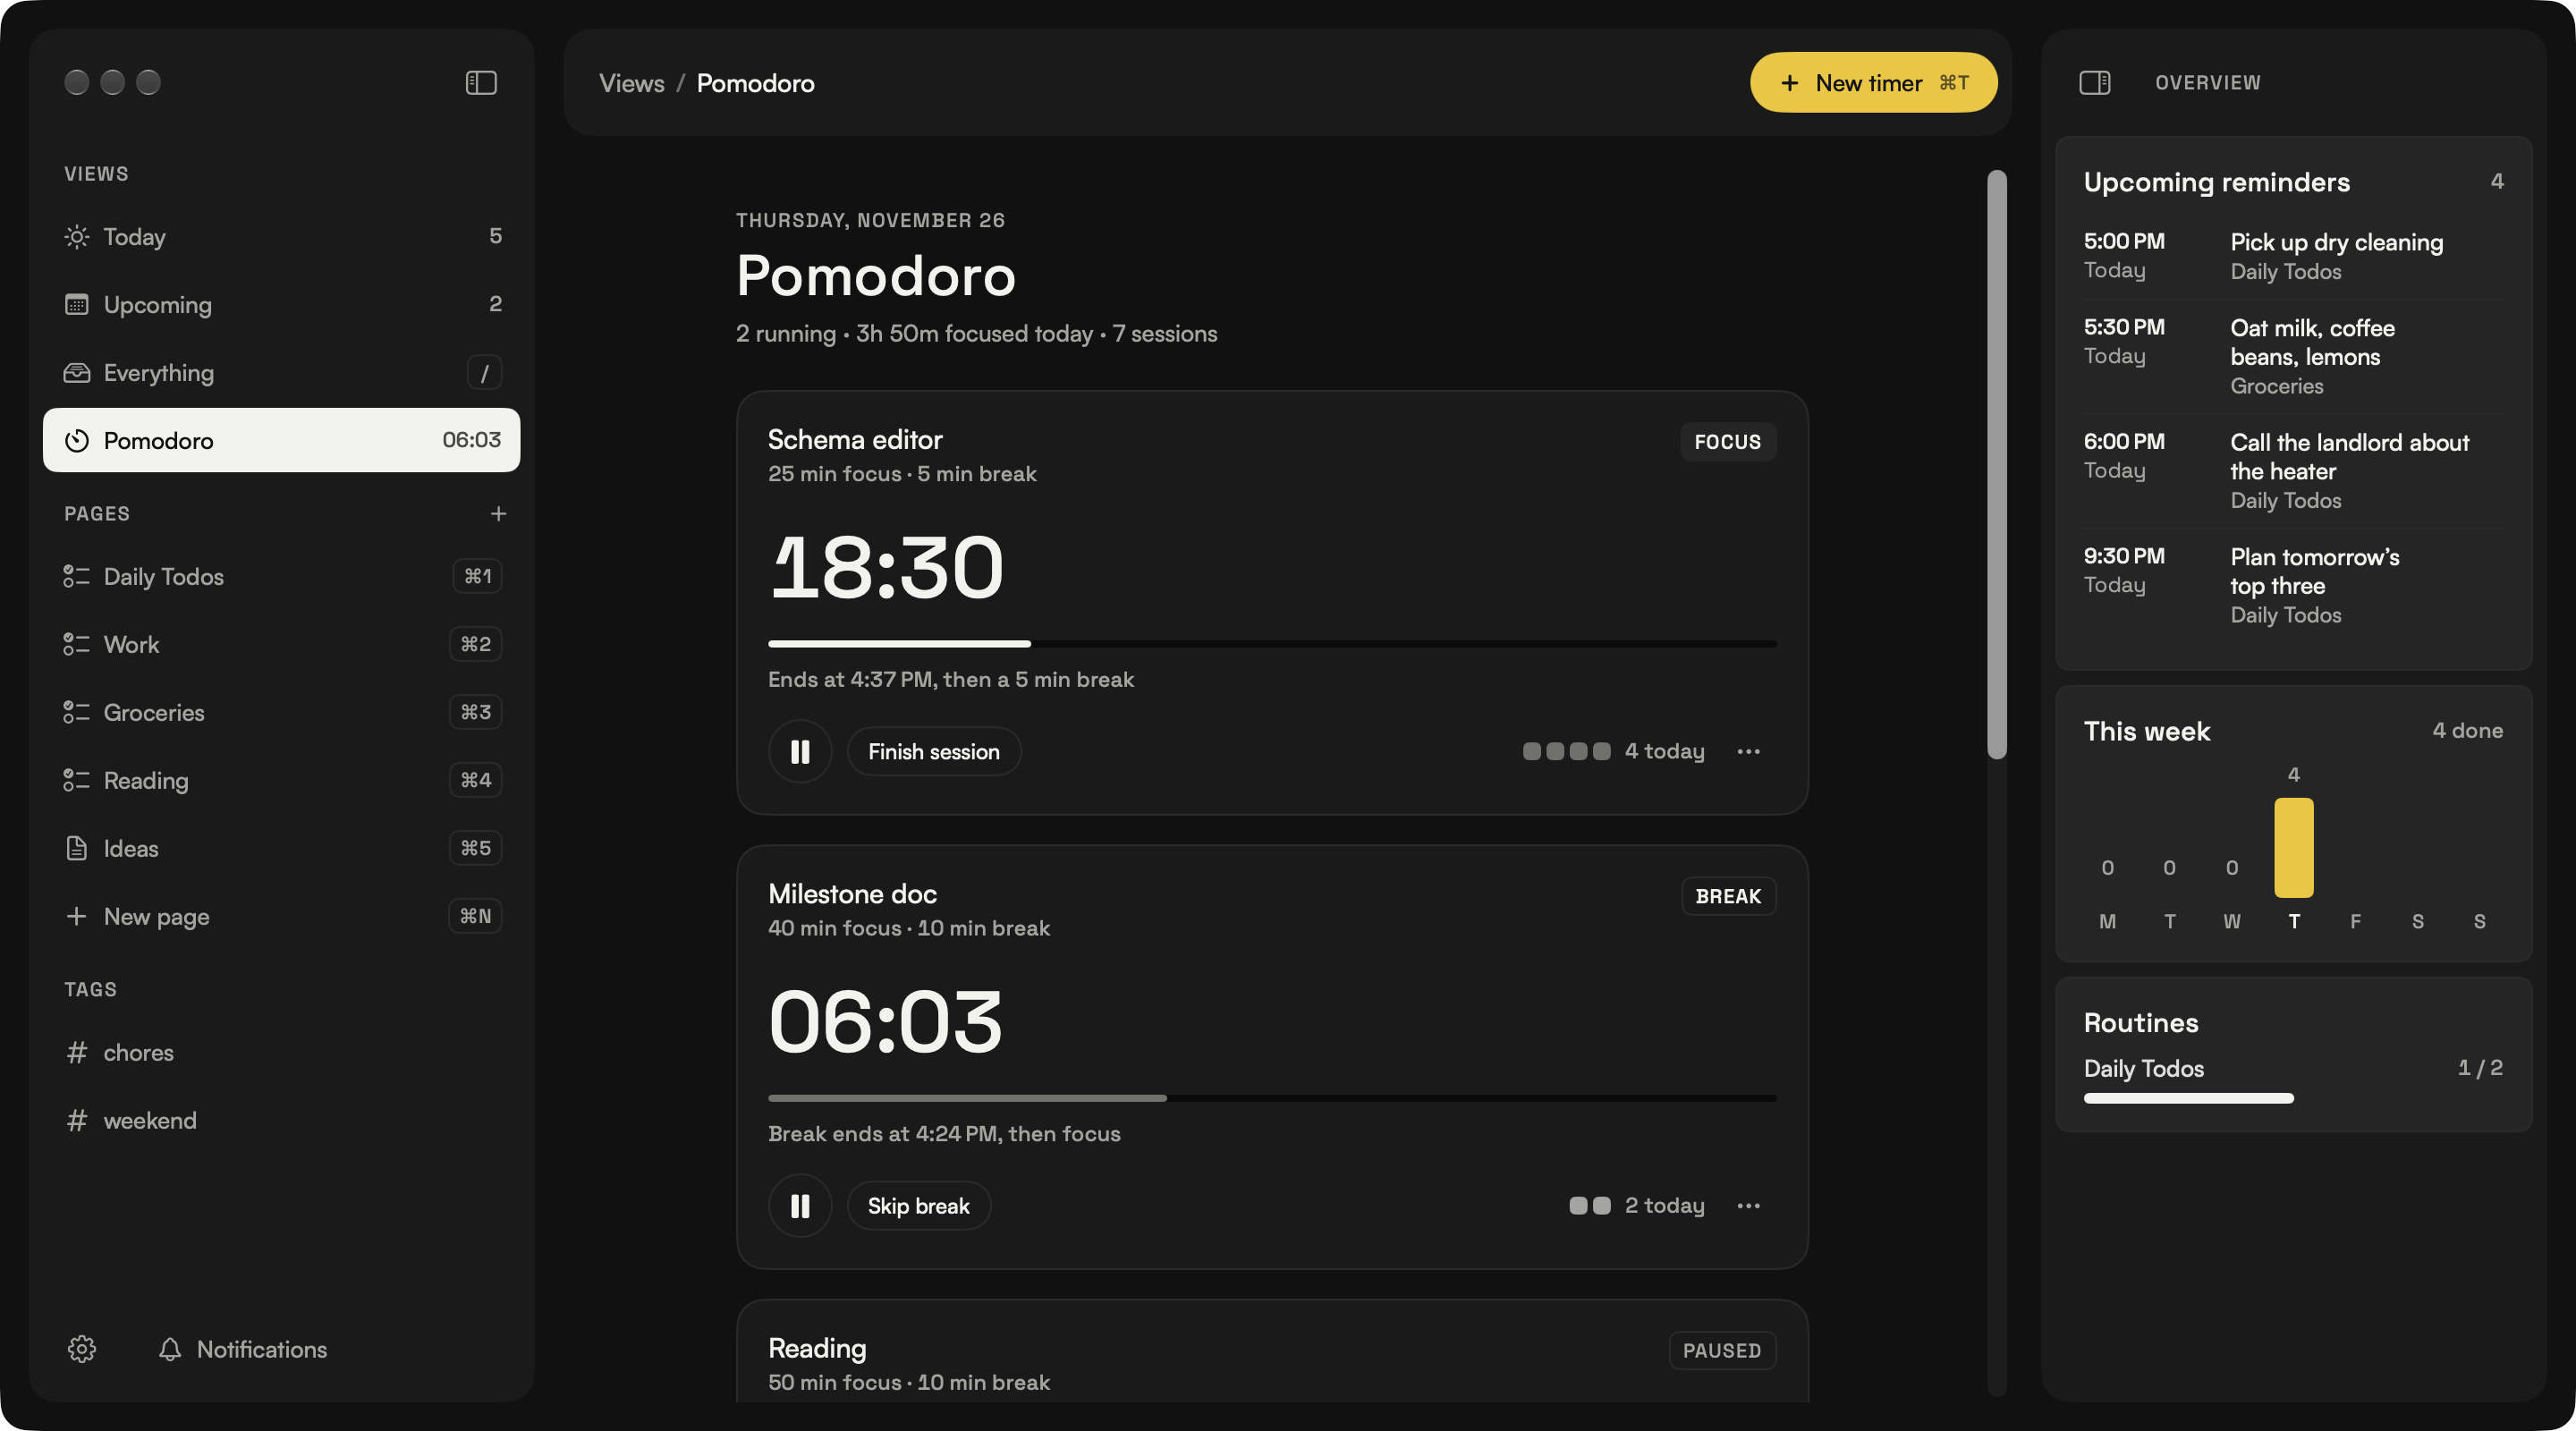 VIEWS
Today 5
Upcoming 2
Everything /
Pomodoro 06:03
PAGES +
Daily Todos ⌘1
Work ⌘2
Groceries ⌘3
Reading ⌘4
Ideas ⌘5
+ New page ⌘N
TAGS
# chores
# weekend
Notifications
Views / Pomodoro
+ New timer ⌘T
THURSDAY, NOVEMBER 26
Pomodoro
2 running · 3h 50m focused today · 7 sessions
Schema editor FOCUS
25 min focus · 5 min break
18:30
Ends at 4:37 PM, then a 5 min break
Finish session 4 today ···
Milestone doc BREAK
40 min focus · 10 min break
06:03
Break ends at 4:24 PM, then focus
Skip break 2 today ···
Reading PAUSED
50 min focus · 10 min break
OVERVIEW
Upcoming reminders 4
5:00 PM Pick up dry cleaning
Today Daily Todos
5:30 PM Oat milk, coffee
Today beans, lemons
Groceries
6:00 PM Call the landlord about
Today the heater
Daily Todos
9:30 PM Plan tomorrow’s
Today top three
Daily Todos
This week 4 done
4
0 0 0
M T W T F S S
Routines
Daily Todos 1 / 2